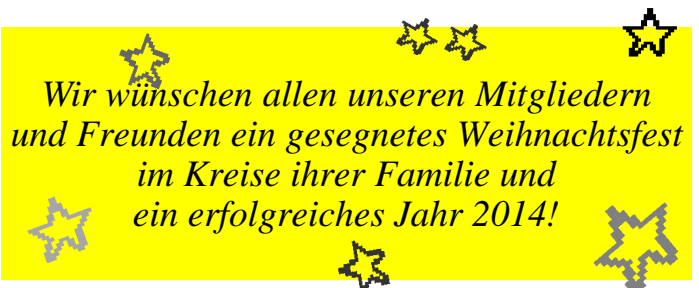 Wir wünschen allen unseren Mitgliedern
und Freunden ein gesegnetes Weihnachtsfest
im Kreise ihrer Familie und
ein erfolgreiches Jahr 2014!